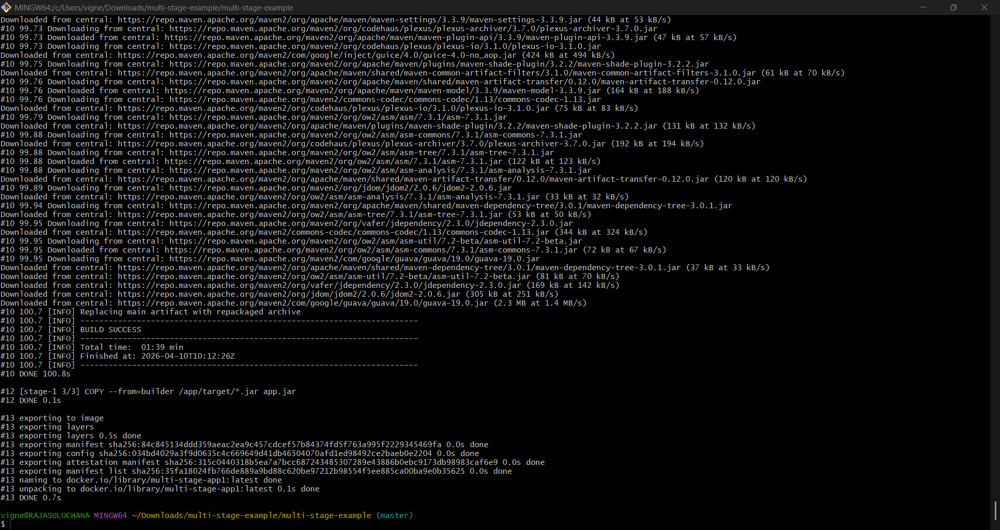 MINGW64:/c/Users/vigne/Downloads/multi-stage-example/multi-stage-example
Downloaded from central: https://repo.maven.apache.org/maven2/org/apache/maven/maven-settings/3.3.9/maven-settings-3.3.9.jar (44 kB at 53 kB/s)
#10 99.73 Downloading from central: https://repo.maven.apache.org/maven2/org/codehaus/plexus/plexus-archiver/3.7.0/plexus-archiver-3.7.0.jar
#10 99.73 Downloaded from central: https://repo.maven.apache.org/maven2/org/apache/maven/maven-plugin-api/3.3.9/maven-plugin-api-3.3.9.jar (47 kB at 57 kB/s)
#10 99.73 Downloading from central: https://repo.maven.apache.org/maven2/org/codehaus/plexus/plexus-io/3.1.0/plexus-io-3.1.0.jar
Downloaded from central: https://repo.maven.apache.org/maven2/com/google/inject/guice/4.0/guice-4.0-no_aop.jar (424 kB at 494 kB/s)
#10 99.75 Downloading from central: https://repo.maven.apache.org/maven2/org/apache/maven/plugins/maven-shade-plugin/3.2.2/maven-shade-plugin-3.2.2.jar
Downloaded from central: https://repo.maven.apache.org/maven2/org/apache/maven/shared/maven-common-artifact-filters/3.1.0/maven-common-artifact-filters-3.1.0.jar (61 kB at 70 kB/s)
#10 99.76 Downloading from central: https://repo.maven.apache.org/maven2/org/apache/maven/shared/maven-artifact-transfer/0.12.0/maven-artifact-transfer-0.12.0.jar
#10 99.76 Downloaded from central: https://repo.maven.apache.org/maven2/org/apache/maven/maven-model/3.3.9/maven-model-3.3.9.jar (164 kB at 188 kB/s)
#10 99.76 Downloading from central: https://repo.maven.apache.org/maven2/commons-codec/commons-codec/1.13/commons-codec-1.13.jar
Downloaded from central: https://repo.maven.apache.org/maven2/org/codehaus/plexus/plexus-io/3.1.0/plexus-io-3.1.0.jar (75 kB at 83 kB/s)
#10 99.79 Downloading from central: https://repo.maven.apache.org/maven2/org/ow2/asm/asm/7.3.1/asm-7.3.1.jar
Downloaded from central: https://repo.maven.apache.org/maven2/org/apache/maven/plugins/maven-shade-plugin/3.2.2/maven-shade-plugin-3.2.2.jar (131 kB at 132 kB/s)
#10 99.88 Downloading from central: https://repo.maven.apache.org/maven2/org/ow2/asm/asm-commons/7.3.1/asm-commons-7.3.1.jar
Downloaded from central: https://repo.maven.apache.org/maven2/org/codehaus/plexus/plexus-archiver/3.7.0/plexus-archiver-3.7.0.jar (192 kB at 194 kB/s)
#10 99.88 Downloading from central: https://repo.maven.apache.org/maven2/org/ow2/asm/asm-tree/7.3.1/asm-tree-7.3.1.jar
#10 99.88 Downloaded from central: https://repo.maven.apache.org/maven2/org/ow2/asm/asm/7.3.1/asm-7.3.1.jar (122 kB at 123 kB/s)
#10 99.88 Downloading from central: https://repo.maven.apache.org/maven2/org/ow2/asm/asm-analysis/7.3.1/asm-analysis-7.3.1.jar
Downloaded from central: https://repo.maven.apache.org/maven2/org/apache/maven/shared/maven-artifact-transfer/0.12.0/maven-artifact-transfer-0.12.0.jar (120 kB at 120 kB/s)
#10 99.89 Downloading from central: https://repo.maven.apache.org/maven2/org/jdom/jdom2/2.0.6/jdom2-2.0.6.jar
Downloaded from central: https://repo.maven.apache.org/maven2/org/ow2/asm/asm-analysis/7.3.1/asm-analysis-7.3.1.jar (33 kB at 32 kB/s)
#10 99.94 Downloading from central: https://repo.maven.apache.org/maven2/org/apache/maven/shared/maven-dependency-tree/3.0.1/maven-dependency-tree-3.0.1.jar
Downloaded from central: https://repo.maven.apache.org/maven2/org/ow2/asm/asm-tree/7.3.1/asm-tree-7.3.1.jar (53 kB at 50 kB/s)
#10 99.95 Downloading from central: https://repo.maven.apache.org/maven2/org/vafer/jdependency/2.3.0/jdependency-2.3.0.jar
Downloaded from central: https://repo.maven.apache.org/maven2/commons-codec/commons-codec/1.13/commons-codec-1.13.jar (344 kB at 324 kB/s)
#10 99.95 Downloading from central: https://repo.maven.apache.org/maven2/org/ow2/asm/asm-util/7.2-beta/asm-util-7.2-beta.jar
#10 99.95 Downloaded from central: https://repo.maven.apache.org/maven2/org/ow2/asm/asm-commons/7.3.1/asm-commons-7.3.1.jar (72 kB at 67 kB/s)
#10 99.95 Downloading from central: https://repo.maven.apache.org/maven2/com/google/guava/guava/19.0/guava-19.0.jar
Downloaded from central: https://repo.maven.apache.org/maven2/org/apache/maven/shared/maven-dependency-tree/3.0.1/maven-dependency-tree-3.0.1.jar (37 kB at 33 kB/s)
Downloaded from central: https://repo.maven.apache.org/maven2/org/ow2/asm/asm-util/7.2-beta/asm-util-7.2-beta.jar (81 kB at 70 kB/s)
Downloaded from central: https://repo.maven.apache.org/maven2/org/vafer/jdependency/2.3.0/jdependency-2.3.0.jar (169 kB at 142 kB/s)
Downloaded from central: https://repo.maven.apache.org/maven2/org/jdom/jdom2/2.0.6/jdom2-2.0.6.jar (305 kB at 251 kB/s)
Downloaded from central: https://repo.maven.apache.org/maven2/com/google/guava/guava/19.0/guava-19.0.jar (2.3 MB at 1.4 MB/s)
#10 100.7 [INFO] Replacing main artifact with repackaged archive
#10 100.7 [INFO] ------------------------------------------------------------------------
#10 100.7 [INFO] BUILD SUCCESS
#10 100.7 [INFO] ------------------------------------------------------------------------
#10 100.7 [INFO] Total time:  01:39 min
#10 100.7 [INFO] Finished at: 2026-04-10T10:12:26Z
#10 100.7 [INFO] ------------------------------------------------------------------------
#10 DONE 100.8s
#12 [stage-1 3/3] COPY --from=builder /app/target/*.jar app.jar
#12 DONE 0.1s
#13 exporting to image
#13 exporting layers
#13 exporting layers 0.5s done
#13 exporting manifest sha256:84c845134ddd359aeac2ea9c457cdcef57b84374fd5f763a995f2229345469fa 0.0s done
#13 exporting config sha256:034bd4029a3f9d0635c4c669649d41db46504070afd1ed98492ce2baeb0e2204 0.0s done
#13 exporting attestation manifest sha256:315c0440318b5ea7a7bcc687243485307289e43886b0ebc9173db98983caf6e9 0.0s done
#13 exporting manifest list sha256:35fa18024fb766de889a9bd88c620be97212b98554f5ee885ca00ba9e0b35625 0.0s done
#13 naming to docker.io/library/multi-stage-app1:latest done
#13 unpacking to docker.io/library/multi-stage-app1:latest 0.1s done
#13 DONE 0.7s
vigne@RAJASULOCHANA MINGW64 ~/Downloads/multi-stage-example/multi-stage-example (master)
$